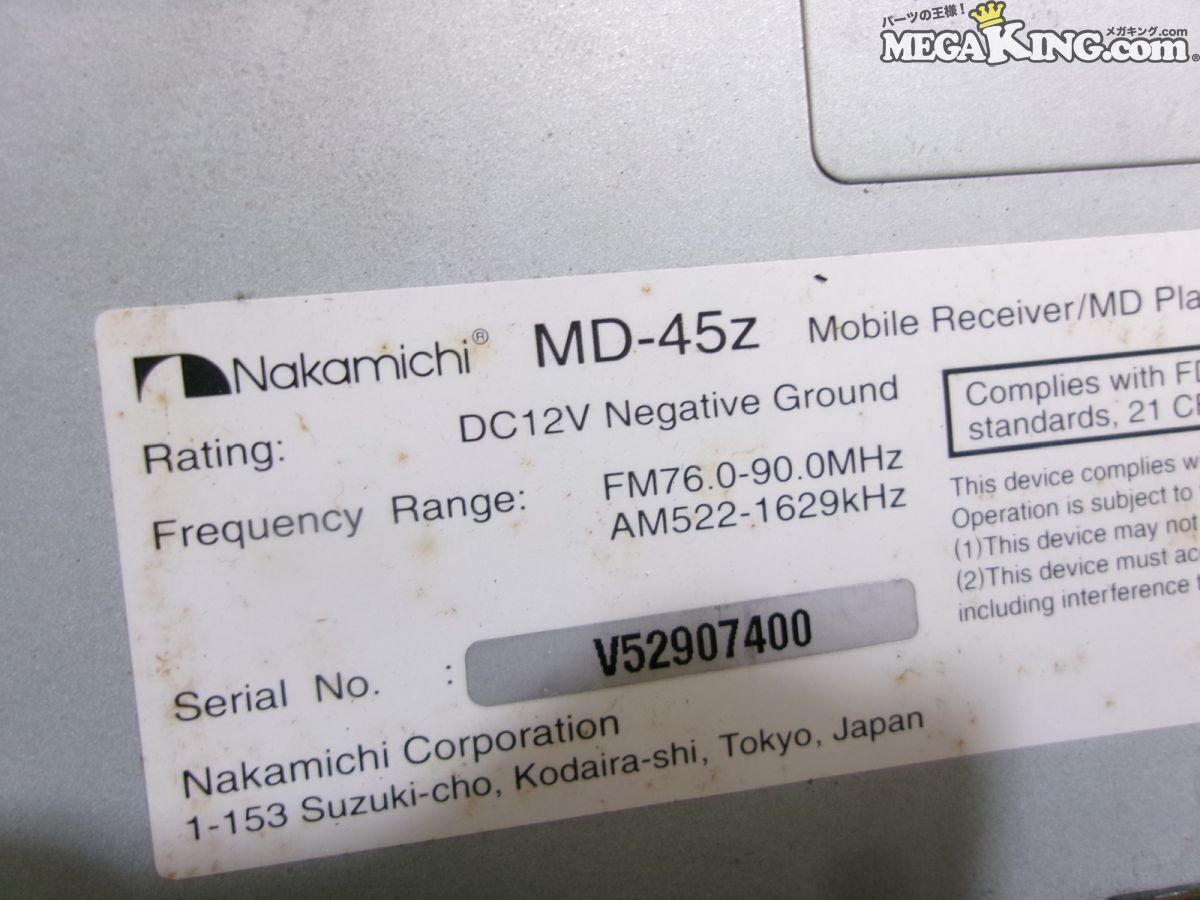 パーツの王様!
メガキング.com
MEGAKING.com®
Nakamichi® MD-45z Mobile Receiver/MD Pla
Rating: DC12V Negative Ground
Frequency Range: FM76.0-90.0MHz
AM522-1629kHz
Serial No. : V52907400
Nakamichi Corporation
1-153 Suzuki-cho, Kodaira-shi, Tokyo, Japan
Complies with FD
standards, 21 C
This device complies w
Operation is subject to
(1)This device may not
(2)This device must ac
including interference